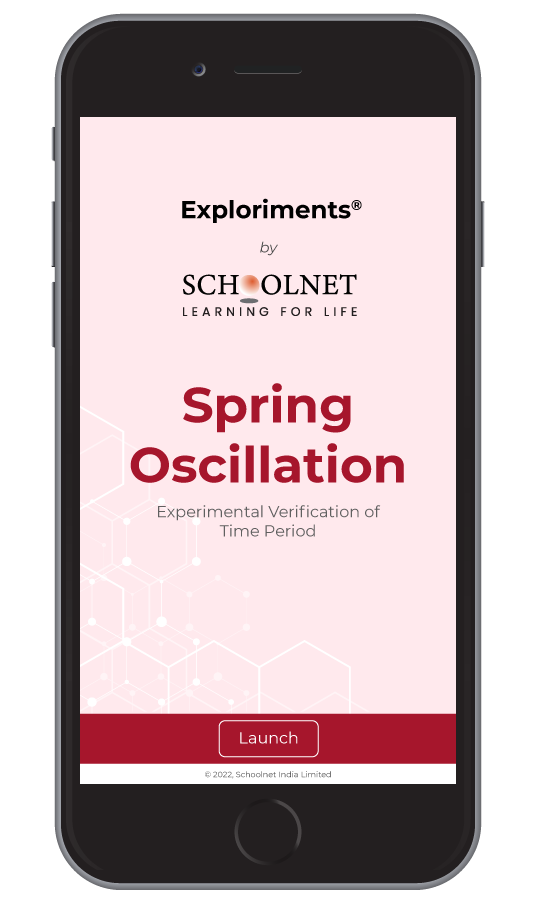 Exploriments®
by
SCHOOLNET
LEARNING FOR LIFE
Spring
Oscillation
Experimental Verification of
Time Period
Launch
© 2022, Schoolnet India Limited